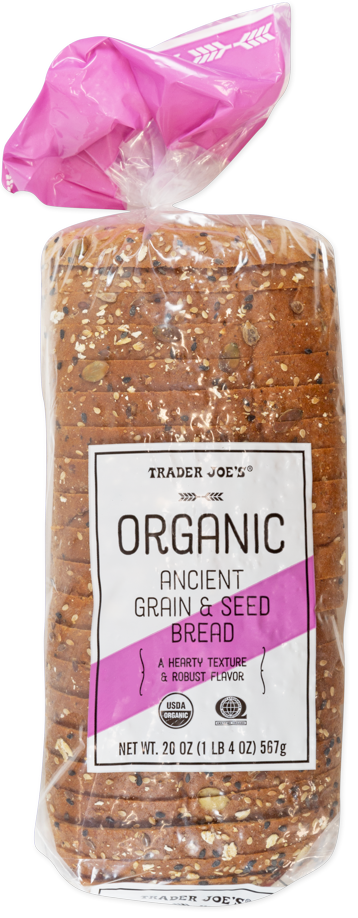 TRADER JOE'S®
ORGANIC
ANCIENT
GRAIN & SEED
BREAD
A HEARTY TEXTURE
& ROBUST FLAVOR
USDA
ORGANIC
NET WT. 20 OZ (1 LB 4 OZ) 567g
TRADER JOE'S®